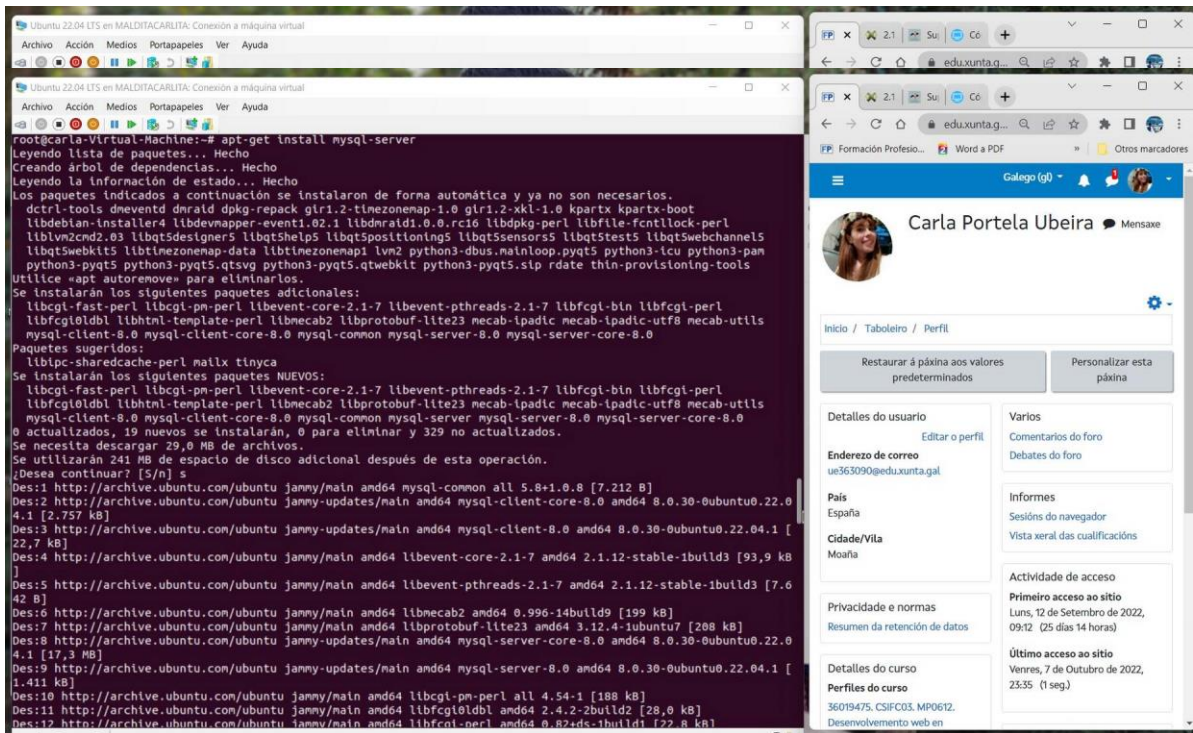 Ubuntu 22.04 LTS en MALDITACARLITA: Conexión a máquina virtual
Archivo Acción Medios Portapapeles Ver Ayuda
Ubuntu 22.04 LTS en MALDITACARLITA: Conexión a máquina virtual
Archivo Acción Medios Portapapeles Ver Ayuda
root@carla-Virtual-Machine:~# apt-get install mysql-server
Leyendo lista de paquetes... Hecho
Creando árbol de dependencias... Hecho
Leyendo la información de estado... Hecho
Los paquetes indicados a continuación se instalaron de forma automática y ya no son necesarios.
dctrl-tools dmeventd dmraid dpkg-repack gir1.2-timezonemap-1.0 gir1.2-xkl-1.0 kpartx kpartx-boot
libdebian-installer4 libdevmapper-event1.02.1 libdmraid1.0.0.rc16 libdpkg-perl libfile-fcntllock-perl
liblvm2cmd2.03 libqt5designer5 libqt5help5 libqt5positioning5 libqt5sensors5 libqt5test5 libqt5webchannel5
libqt5webkit5 libtimezonemap-data libtimezonemap1 lvm2 python3-dbus.mainloop.pyqt5 python3-icu python3-pam
python3-pyqt5 python3-pyqt5.qtsvg python3-pyqt5.qtwebkit python3-pyqt5.sip rdate thin-provisioning-tools
Utilice «apt autoremove» para eliminarlos.
Se instalarán los siguientes paquetes adicionales:
libcgi-fast-perl libcgi-pm-perl libevent-core-2.1-7 libevent-pthreads-2.1-7 libfcgi-bin libfcgi-perl
libfcgi0ldbl libhtml-template-perl libmecab2 libprotobuf-lite23 mecab-ipadic mecab-ipadic-utf8 mecab-utils
mysql-client-8.0 mysql-client-core-8.0 mysql-common mysql-server-8.0 mysql-server-core-8.0
Paquetes sugeridos:
libipc-sharedcache-perl mailx tinyca
Se instalarán los siguientes paquetes NUEVOS:
libcgi-fast-perl libcgi-pm-perl libevent-core-2.1-7 libevent-pthreads-2.1-7 libfcgi-bin libfcgi-perl
libfcgi0ldbl libhtml-template-perl libmecab2 libprotobuf-lite23 mecab-ipadic mecab-ipadic-utf8 mecab-utils
mysql-client-8.0 mysql-client-core-8.0 mysql-common mysql-server mysql-server-8.0 mysql-server-core-8.0
0 actualizados, 19 nuevos se instalarán, 0 para eliminar y 329 no actualizados.
Se necesita descargar 29,0 MB de archivos.
Se utilizarán 241 MB de espacio de disco adicional después de esta operación.
¿Desea continuar? [S/n] s
Des:1 http://archive.ubuntu.com/ubuntu jammy/main amd64 mysql-common all 5.8+1.0.8 [7.212 B]
Des:2 http://archive.ubuntu.com/ubuntu jammy-updates/main amd64 mysql-client-core-8.0 amd64 8.0.30-0ubuntu0.22.0
4.1 [2.757 kB]
Des:3 http://archive.ubuntu.com/ubuntu jammy-updates/main amd64 mysql-client-8.0 amd64 8.0.30-0ubuntu0.22.04.1 [
22,7 kB]
Des:4 http://archive.ubuntu.com/ubuntu jammy/main amd64 libevent-core-2.1-7 amd64 2.1.12-stable-1build3 [93,9 kB
]
Des:5 http://archive.ubuntu.com/ubuntu jammy/main amd64 libevent-pthreads-2.1-7 amd64 2.1.12-stable-1build3 [7.6
42 B]
Des:6 http://archive.ubuntu.com/ubuntu jammy/main amd64 libmecab2 amd64 0.996-14build9 [199 kB]
Des:7 http://archive.ubuntu.com/ubuntu jammy/main amd64 libprotobuf-lite23 amd64 3.12.4-1ubuntu7 [208 kB]
Des:8 http://archive.ubuntu.com/ubuntu jammy-updates/main amd64 mysql-server-core-8.0 amd64 8.0.30-0ubuntu0.22.0
4.1 [17,3 MB]
Des:9 http://archive.ubuntu.com/ubuntu jammy-updates/main amd64 mysql-server-8.0 amd64 8.0.30-0ubuntu0.22.04.1 [
1.411 kB]
Des:10 http://archive.ubuntu.com/ubuntu jammy/main amd64 libcgi-pm-perl all 4.54-1 [188 kB]
Des:11 http://archive.ubuntu.com/ubuntu jammy/main amd64 libfcgi0ldbl amd64 2.4.2-2build2 [28,0 kB]
Des:12 http://archive.ubuntu.com/ubuntu jammy/main amd64 libfcgi-perl amd64 0.82+ds-1build1 [22,8 kB]
FP 2.1 Su Có
edu.xunta.g...
FP 2.1 Su Có
edu.xunta.g...
FP Formación Profesio... Word a PDF » Otros marcadores
Galego (gl)
1
Carla Portela Ubeira Mensaxe
Inicio / Taboleiro / Perfil
Restaurar á páxina aos valores
predeterminados
Personalizar esta
páxina
Detalles do usuario
Editar o perfil
Enderezo de correo
ue363090@edu.xunta.gal
País
España
Cidade/Vila
Moaña
Privacidade e normas
Resumen da retención de datos
Detalles do curso
Perfiles do curso
36019475. CSIFC03. MP0612.
Desenvolvemento web en
Varios
Comentarios do foro
Debates do foro
Informes
Sesións do navegador
Vista xeral das cualificacións
Actividade de acceso
Primeiro acceso ao sitio
Luns, 12 de Setembro de 2022,
09:12 (25 días 14 horas)
Último acceso ao sitio
Venres, 7 de Outubro de 2022,
23:35 (1 seg.)